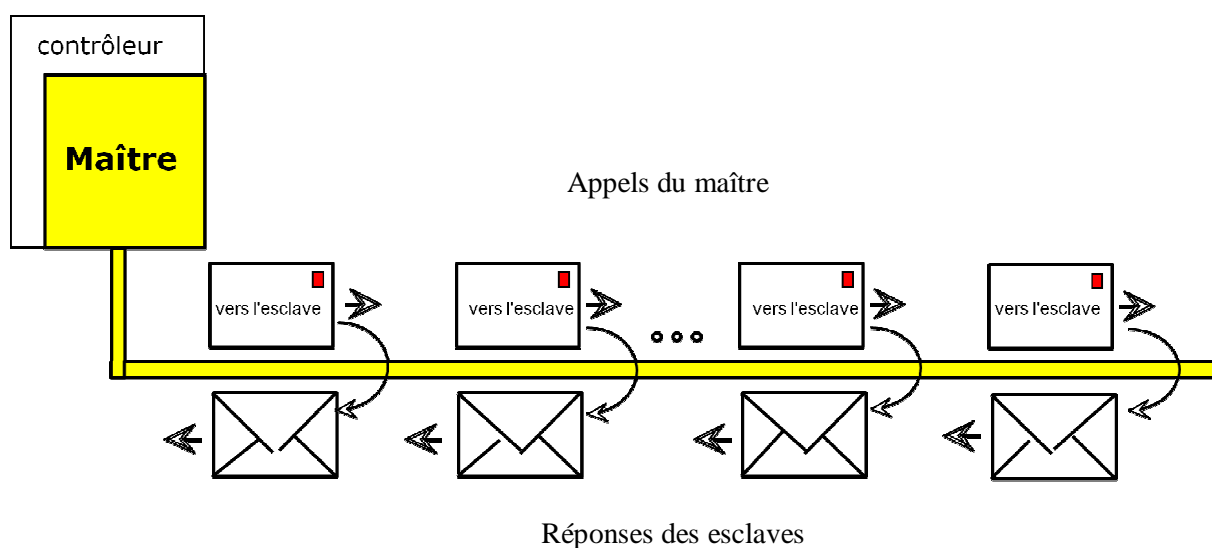 contrôleur
Maître
Appels du maître
vers l'esclave
vers l'esclave
vers l'esclave
vers l'esclave
Réponses des esclaves